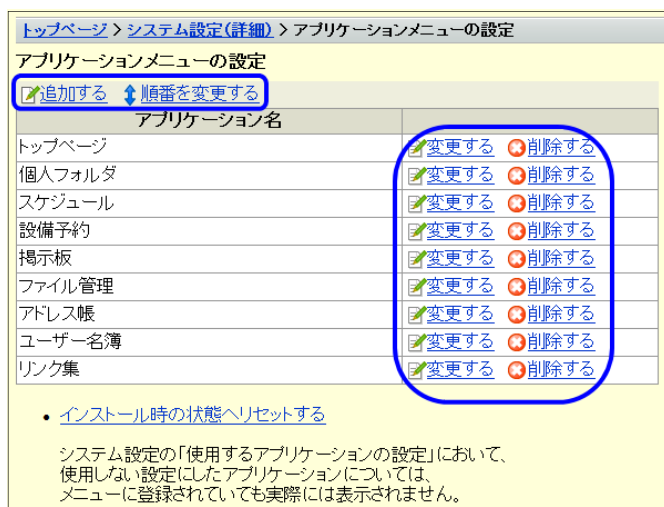 トップページ > システム設定(詳細) > アプリケーションメニューの設定
アプリケーションメニューの設定
追加する 順番を変更する
アプリケーション名
トップページ 変更する 削除する
個人フォルダ 変更する 削除する
スケジュール 変更する 削除する
設備予約 変更する 削除する
掲示板 変更する 削除する
ファイル管理 変更する 削除する
アドレス帳 変更する 削除する
ユーザー名簿 変更する 削除する
リンク集 変更する 削除する
• インストール時の状態へリセットする
システム設定の「使用するアプリケーションの設定」において、
使用しない設定にしたアプリケーションについては、
メニューに登録されていても実際には表示されません。